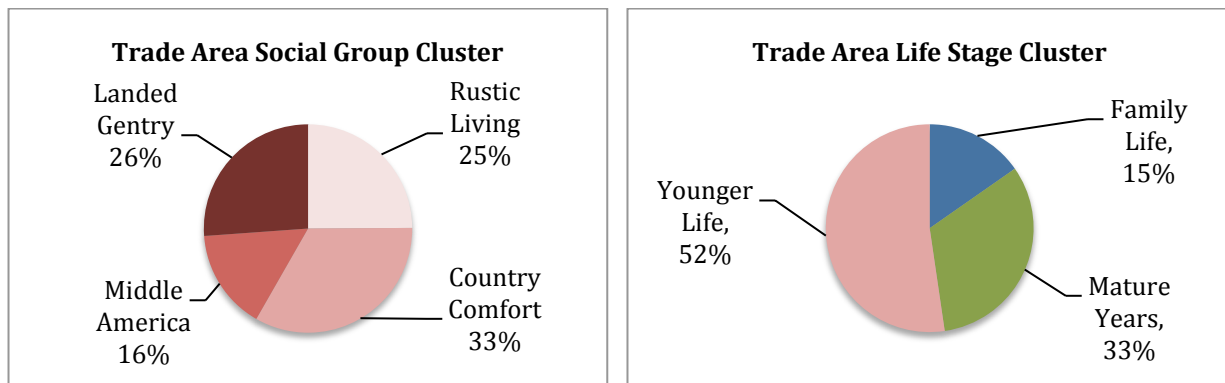 Trade Area Social Group Cluster
Landed
Gentry
26%
Rustic
Living
25%
Middle
America
16%
Country
Comfort
33%
Trade Area Life Stage Cluster
Family
Life,
15%
Younger
Life,
52%
Mature
Years,
33%